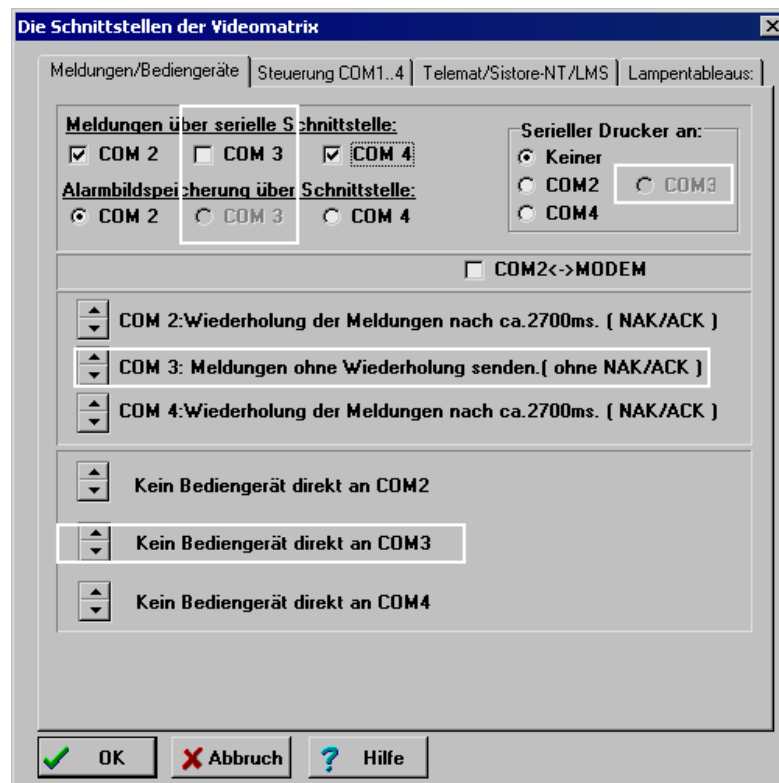 Die Schnittstellen der Videomatrix
Meldungen/Bediengeräte
Steuerung COM1..4
Telemat/Sistore-NT/LMS
Lampentableaus:
Meldungen über serielle Schnittstelle:
COM 2
COM 3
COM 4
Alarmbildspeicherung über Schnittstelle:
COM 2
COM 3
COM 4
Serieller Drucker an:
Keiner
COM2
COM3
COM4
COM2<->MODEM
COM 2:Wiederholung der Meldungen nach ca.2700ms. ( NAK/ACK )
COM 3: Meldungen ohne Wiederholung senden.( ohne NAK/ACK )
COM 4:Wiederholung der Meldungen nach ca.2700ms. ( NAK/ACK )
Kein Bediengerät direkt an COM2
Kein Bediengerät direkt an COM3
Kein Bediengerät direkt an COM4
OK
Abbruch
Hilfe